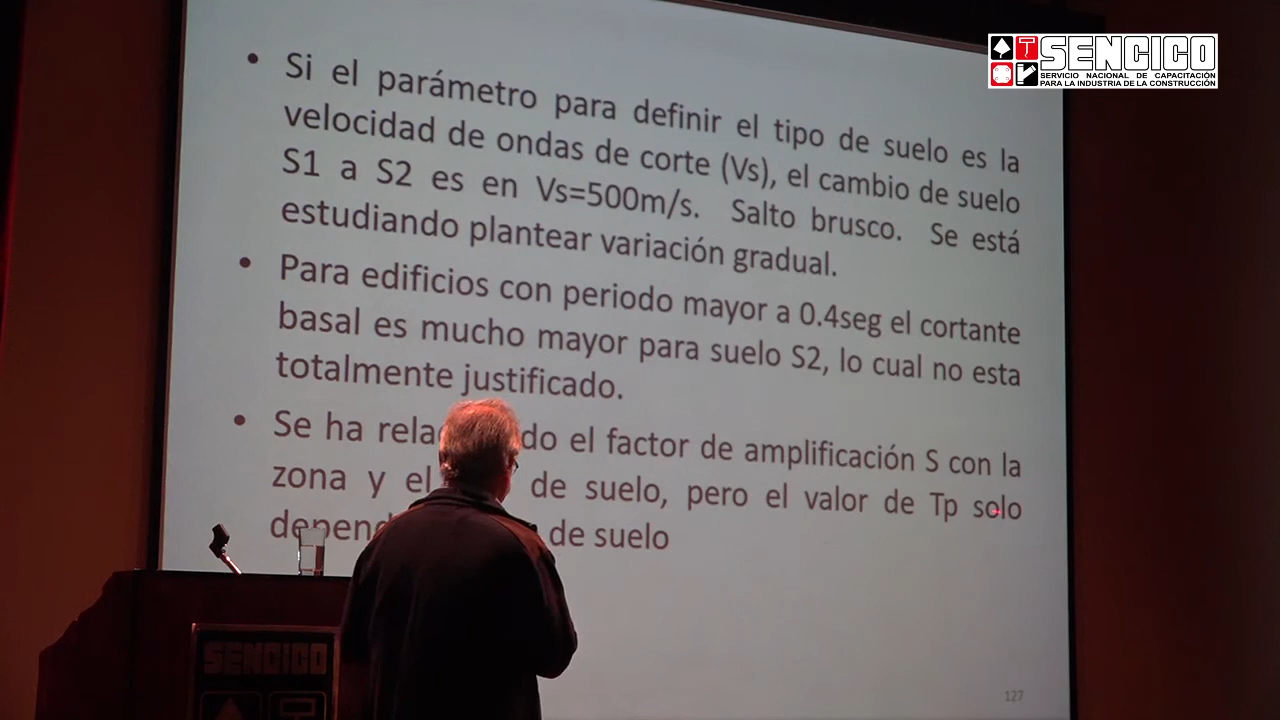 SENCICO
SERVICIO NACIONAL DE CAPACITACIÓN
PARA LA INDUSTRIA DE LA CONSTRUCCIÓN
• Si el parámetro para definir el tipo de suelo es la
velocidad de ondas de corte (Vs), el cambio de suelo
S1 a S2 es en Vs=500m/s. Salto brusco. Se está
estudiando plantear variación gradual.
• Para edificios con periodo mayor a 0.4seg el cortante
basal es mucho mayor para suelo S2, lo cual no esta
totalmente justificado.
• Se ha do el factor de amplificación S con la
zona y el de suelo, pero el valor de Tp solo
de suelo
127
SENCICO